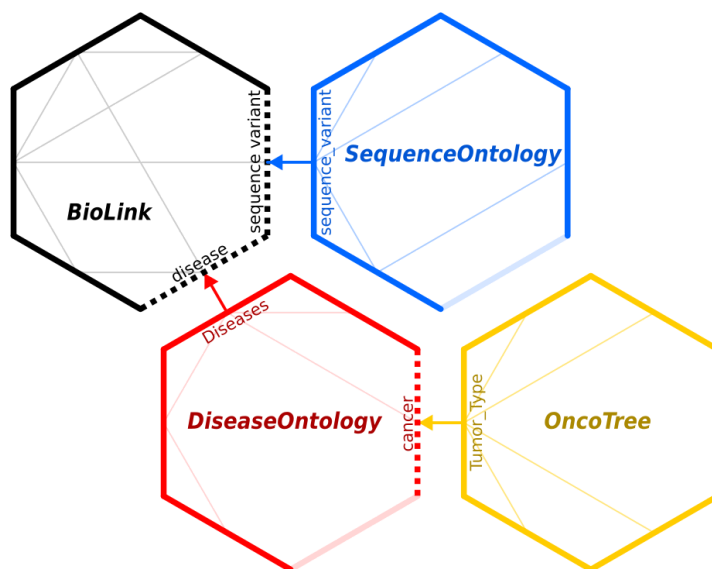 BioLink
sequence variant
disease
sequence_variant
SequenceOntology
Diseases
DiseaseOntology
cancer
Tumor_Type
OncoTree